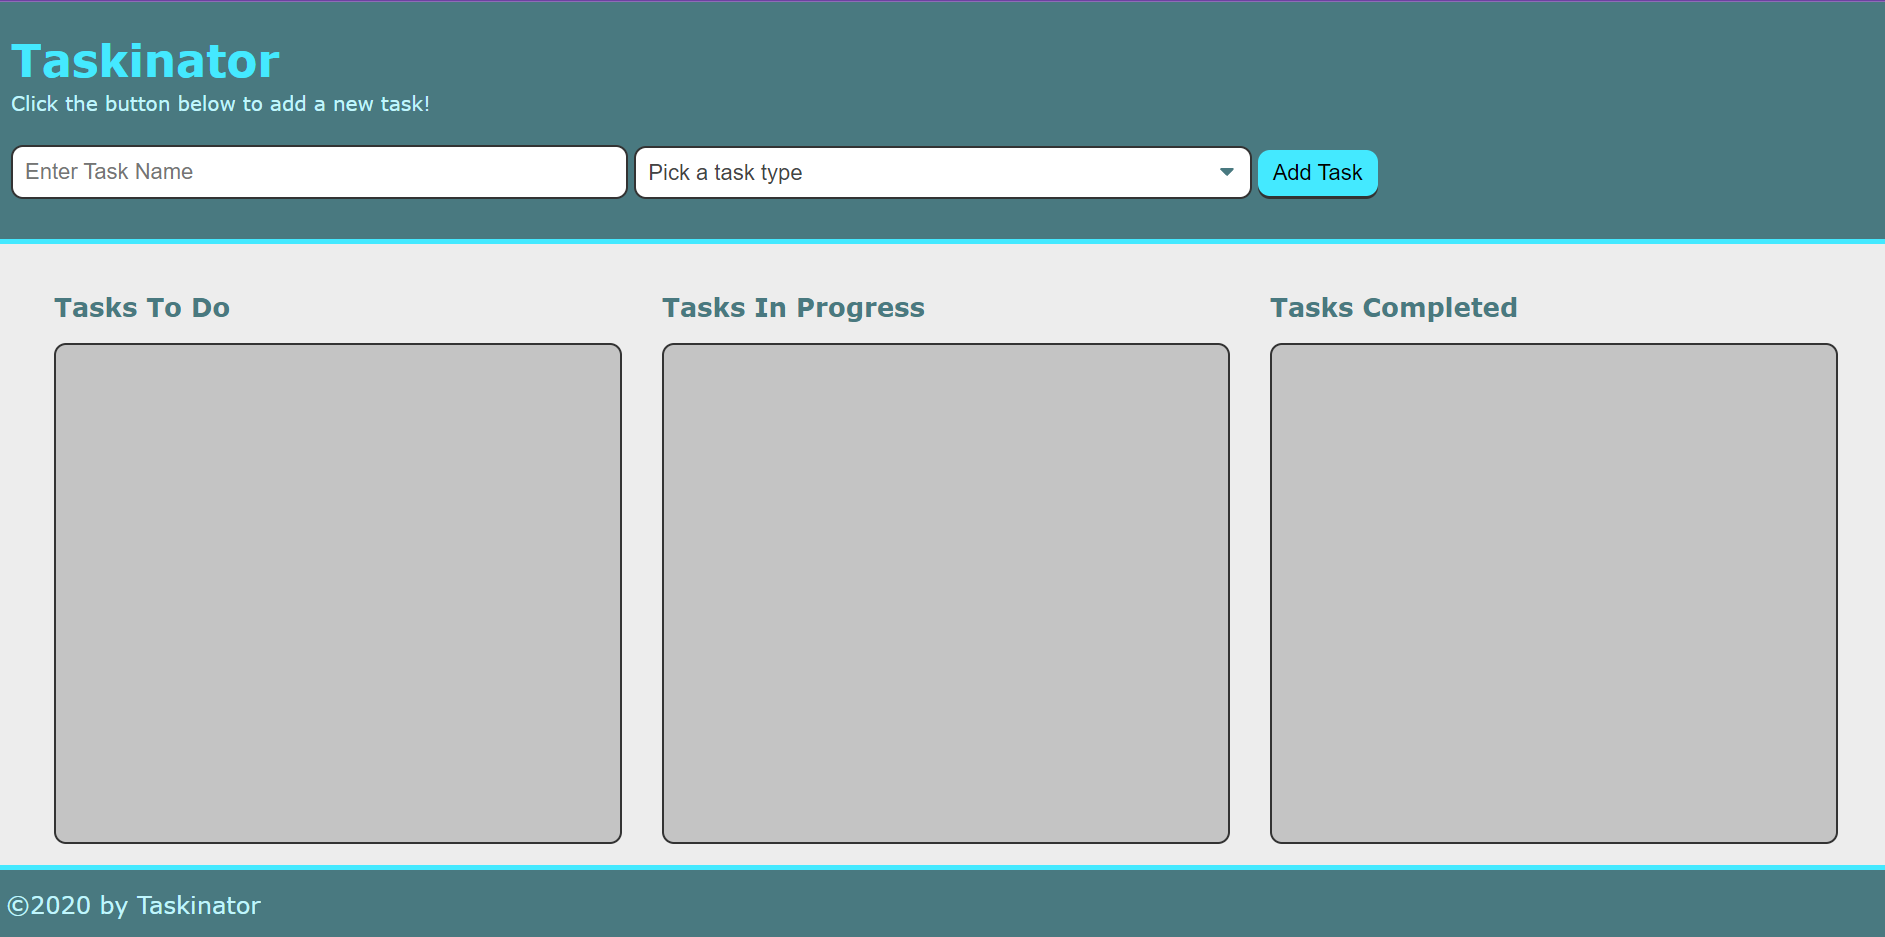 Taskinator
Click the button below to add a new task!
Enter Task Name
Pick a task type
Add Task
Tasks To Do
Tasks In Progress
Tasks Completed
©2020 by Taskinator